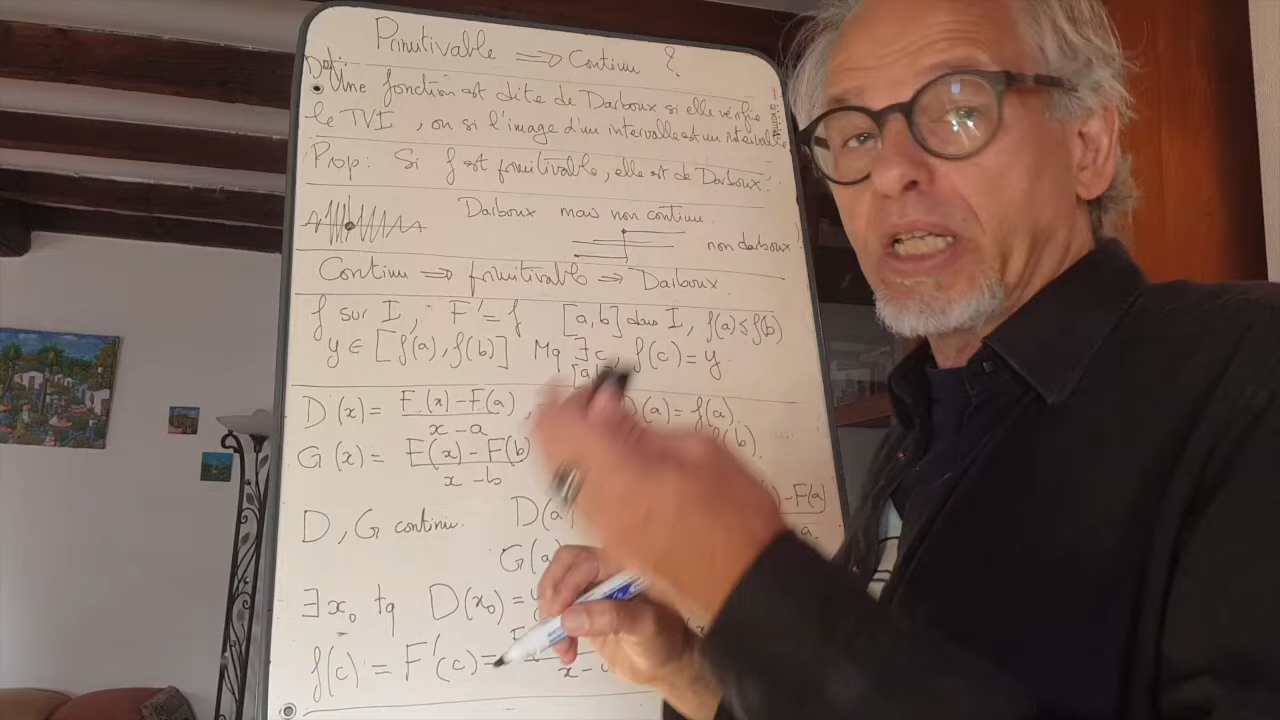 Primitivable ⟹ Continu ?
Def
• Une fonction est dite de Darboux si elle vérifie
le TVI, ou si l'image d'un intervalle est un intervalle
Prop: Si f est primitivable, elle est de Darboux.
Darboux mais non continu.
non darboux
Continu ⟹ primitivable ⟹ Darboux.
f sur I, F' = f [a,b] dans I, f(a) ≤ f(b)
y ∈ [f(a), f(b)] Mq ∃c, f(c) = y
D(x) = F(x)-F(a) / x-a, D(a) = f(a)
G(x) = F(x)-F(b) / x-b
D, G continu. D(a) -F(a)
G(a)
∃x₀ tq D(x₀) =
f(c) = F'(c) =